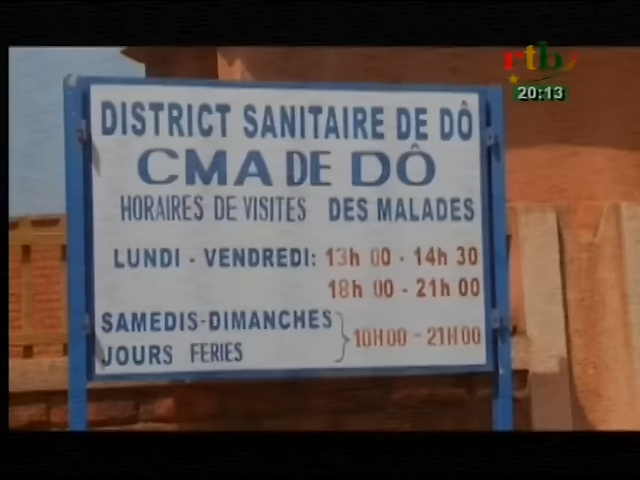 rtb
20:13
DISTRICT SANITAIRE DE DÔ
CMA DE DÔ
HORAIRES DE VISITES DES MALADES
LUNDI - VENDREDI: 13h 00 - 14h 30
18h 00 - 21h 00
SAMEDIS-DIMANCHES
JOURS FERIES
10H00 - 21H00